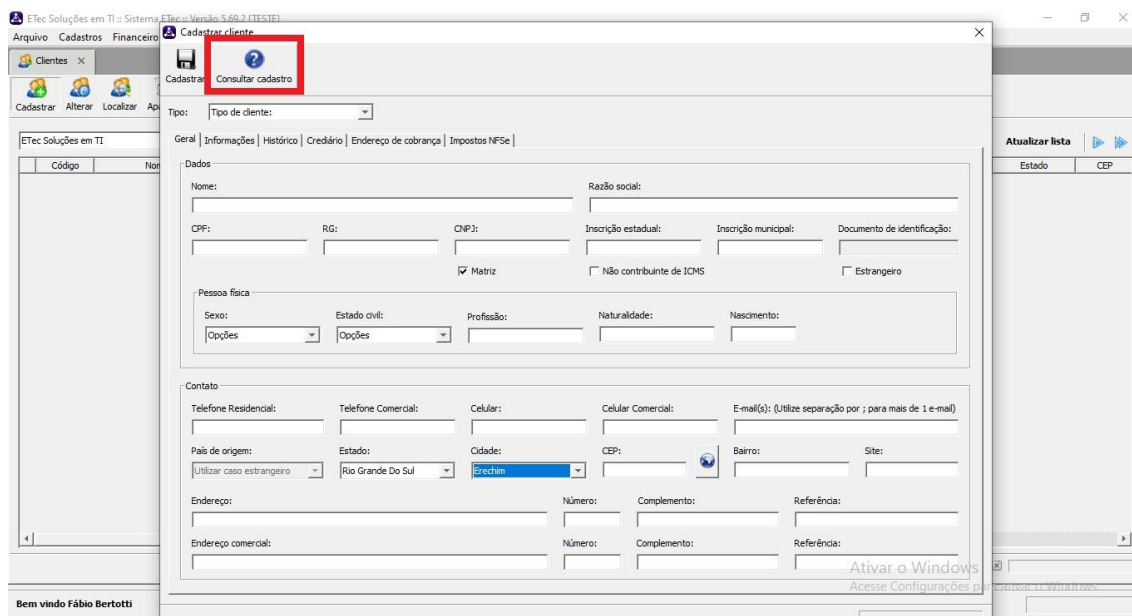 ETec Soluções em TI :: Sistema ETec :: Versão 5.69.2 [TESTE]
Arquivo Cadastros Financeiro
Cadastrar cliente
Clientes
Cadastrar Consultar cadastro
Cadastrar Alterar Localizar
Tipo: Tipo de cliente:
Geral Informações Histórico Crediário Endereço de cobrança Impostos NFSe
ETec Soluções em TI
Atualizar lista
Código
Estado CEP
Dados
Nome: Razão social:
CPF: RG: CNPJ: Inscrição estadual: Inscrição municipal: Documento de identificação:
Matriz Não contribuinte de ICMS Estrangeiro
Pessoa física
Sexo: Estado civil: Profissão: Naturalidade: Nascimento:
Opções Opções
Contato
Telefone Residencial: Telefone Comercial: Celular: Celular Comercial: E-mail(s): (Utilize separação por ; para mais de 1 e-mail)
País de origem: Estado: Cidade: CEP: Bairro: Site:
Utilizar caso estrangeiro Rio Grande Do Sul Erechim
Endereço: Número: Complemento: Referência:
Endereço comercial: Número: Complemento: Referência:
Ativar o Windows
Acesse Configurações para ativar o Windows.
Bem vindo Fábio Bertotti